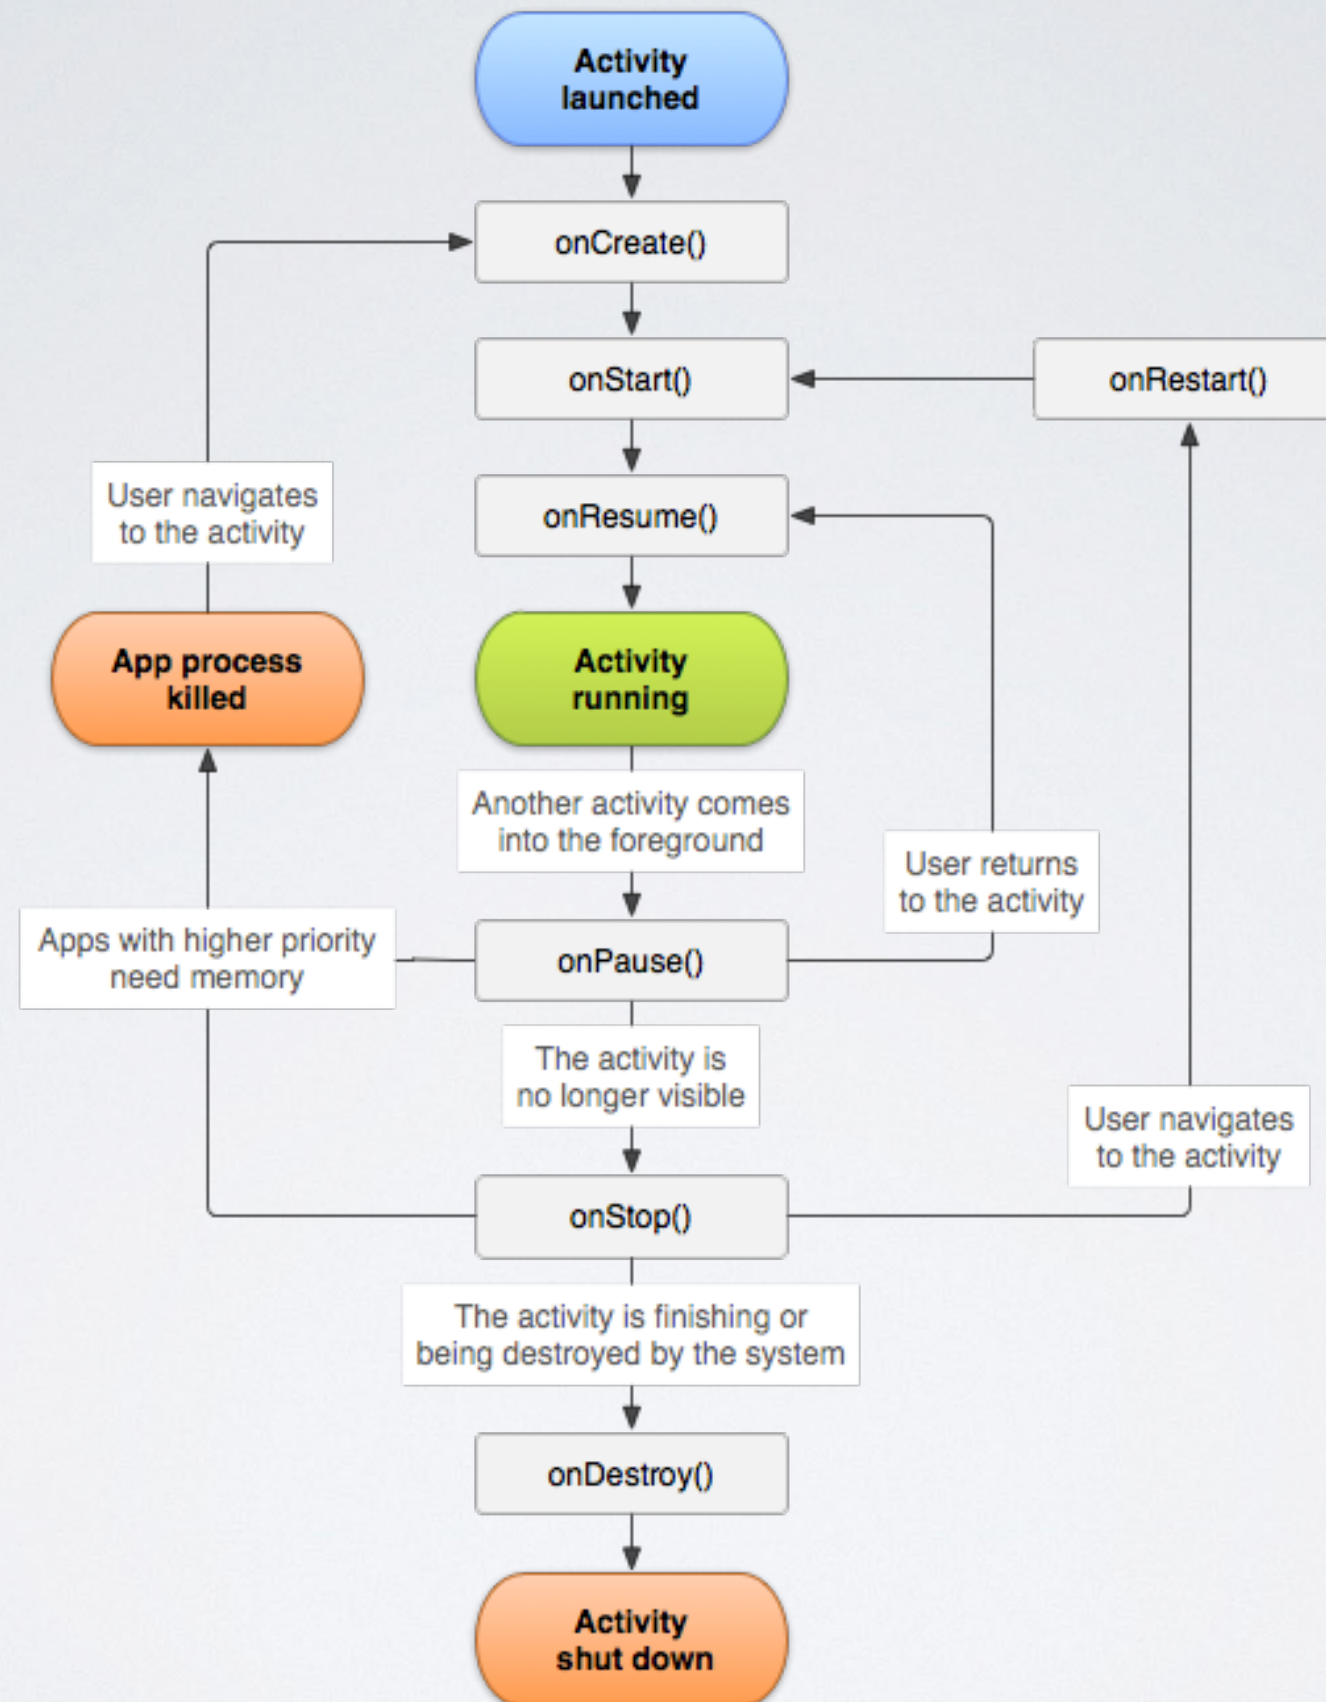 Activity
launched
onCreate()
onStart()
onRestart()
User navigates
to the activity
onResume()
App process
killed
Activity
running
Another activity comes
into the foreground
User returns
to the activity
Apps with higher priority
need memory
onPause()
The activity is
no longer visible
User navigates
to the activity
onStop()
The activity is finishing or
being destroyed by the system
onDestroy()
Activity
shut down